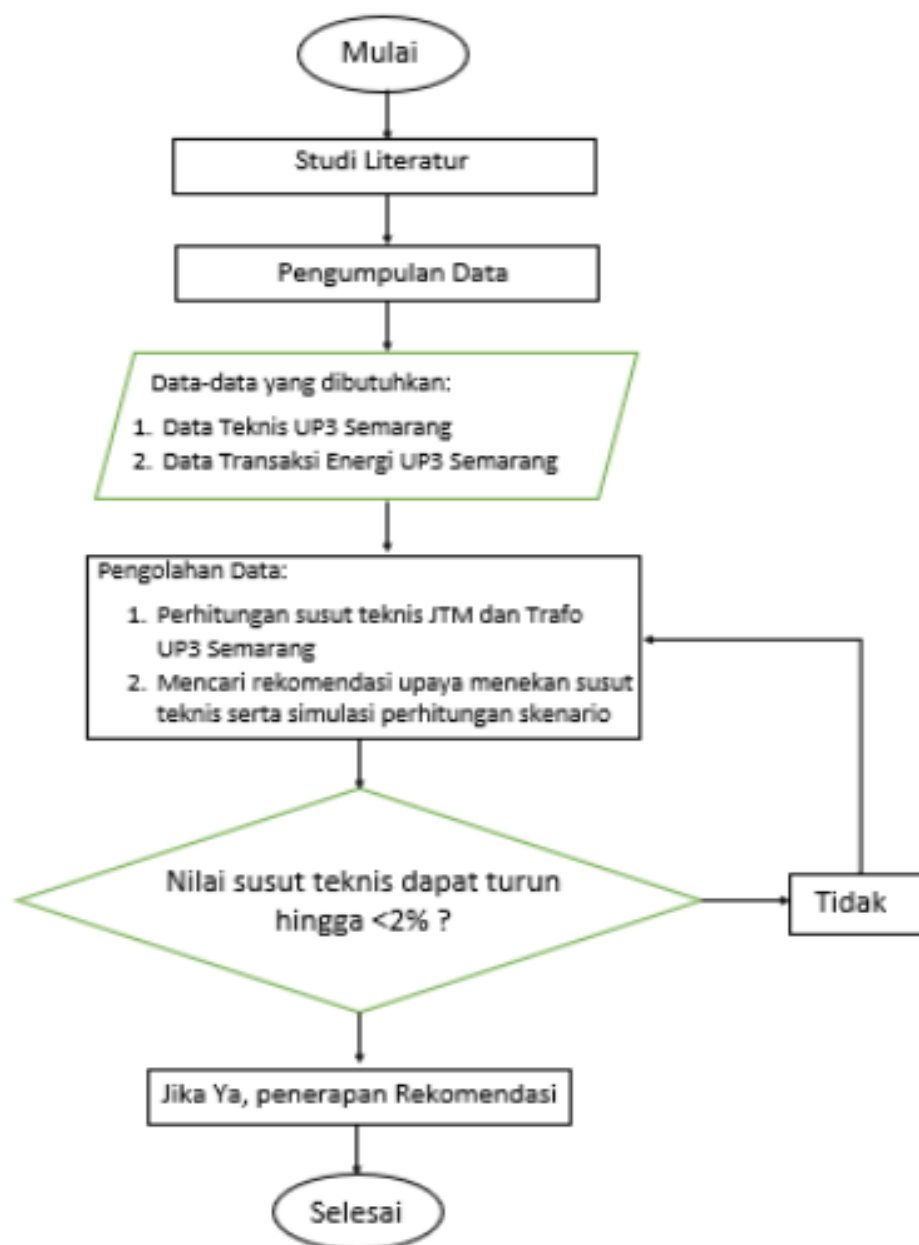 Mulai
Studi Literatur
Pengumpulan Data
Data-data yang dibutuhkan:
1. Data Teknis UP3 Semarang
2. Data Transaksi Energi UP3 Semarang
Pengolahan Data:
1. Perhitungan susut teknis JTM dan Trafo
UP3 Semarang
2. Mencari rekomendasi upaya menekan susut
teknis serta simulasi perhitungan skenario
Nilai susut teknis dapat turun
hingga <2% ?
Tidak
Jika Ya, penerapan Rekomendasi
Selesai